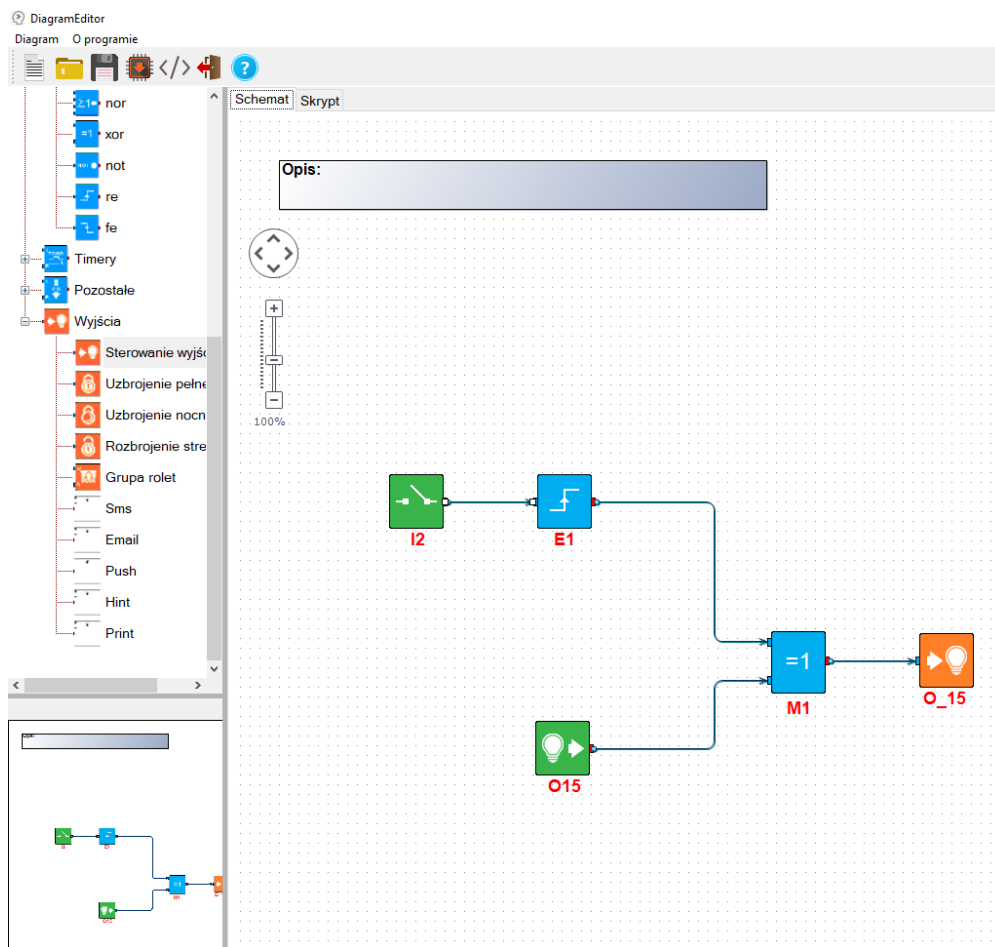 DiagramEditor
Diagram O programie
</>
?
nor
xor
not
re
fe
Timery
Pozostałe
Wyjścia
Sterowanie wyjśc
Uzbrojenie pełne
Uzbrojenie nocn
Rozbrojenie stre
Grupa rolet
Sms
Email
Push
Hint
Print
Schemat Skrypt
Opis:
100%
I2
E1
=1
M1
O_15
O15